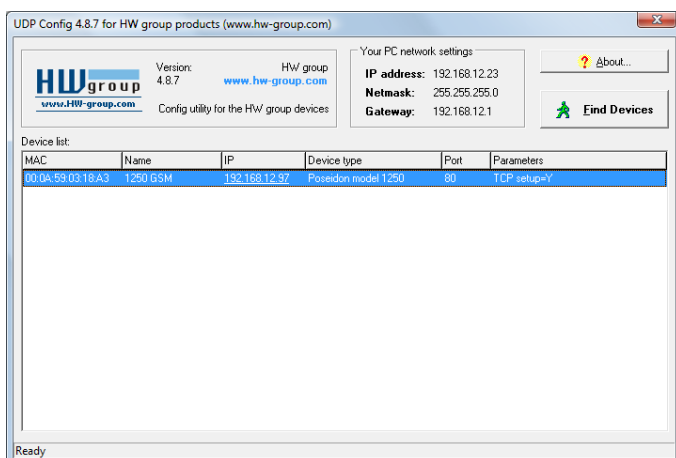 UDP Config 4.8.7 for HW group products (www.hw-group.com)
HW group
www.HW-group.com
Version: HW group
4.8.7 www.hw-group.com
Config utility for the HW group devices
Your PC network settings
IP address: 192.168.12.23
Netmask: 255.255.255.0
Gateway: 192.168.12.1
? About...
Find Devices
Device list:
MAC Name IP Device type Port Parameters
00:0A:59:03:18:A3 1250 GSM 192.168.12.97 Poseidon model 1250 80 TCP setup=Y
Ready